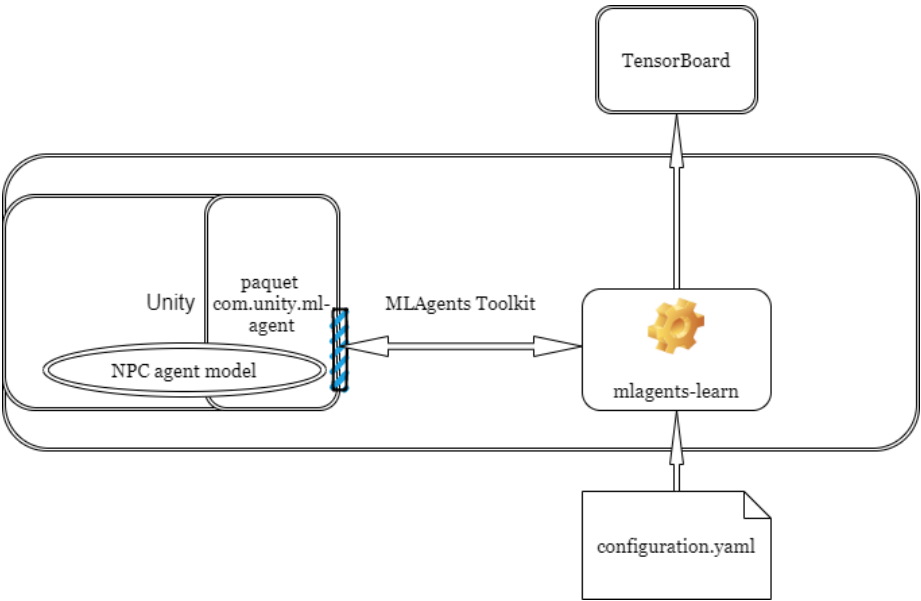 TensorBoard
Unity
paquet
com.unity.ml-
agent
MLAgents Toolkit
NPC agent model
mlagents-learn
configuration.yaml